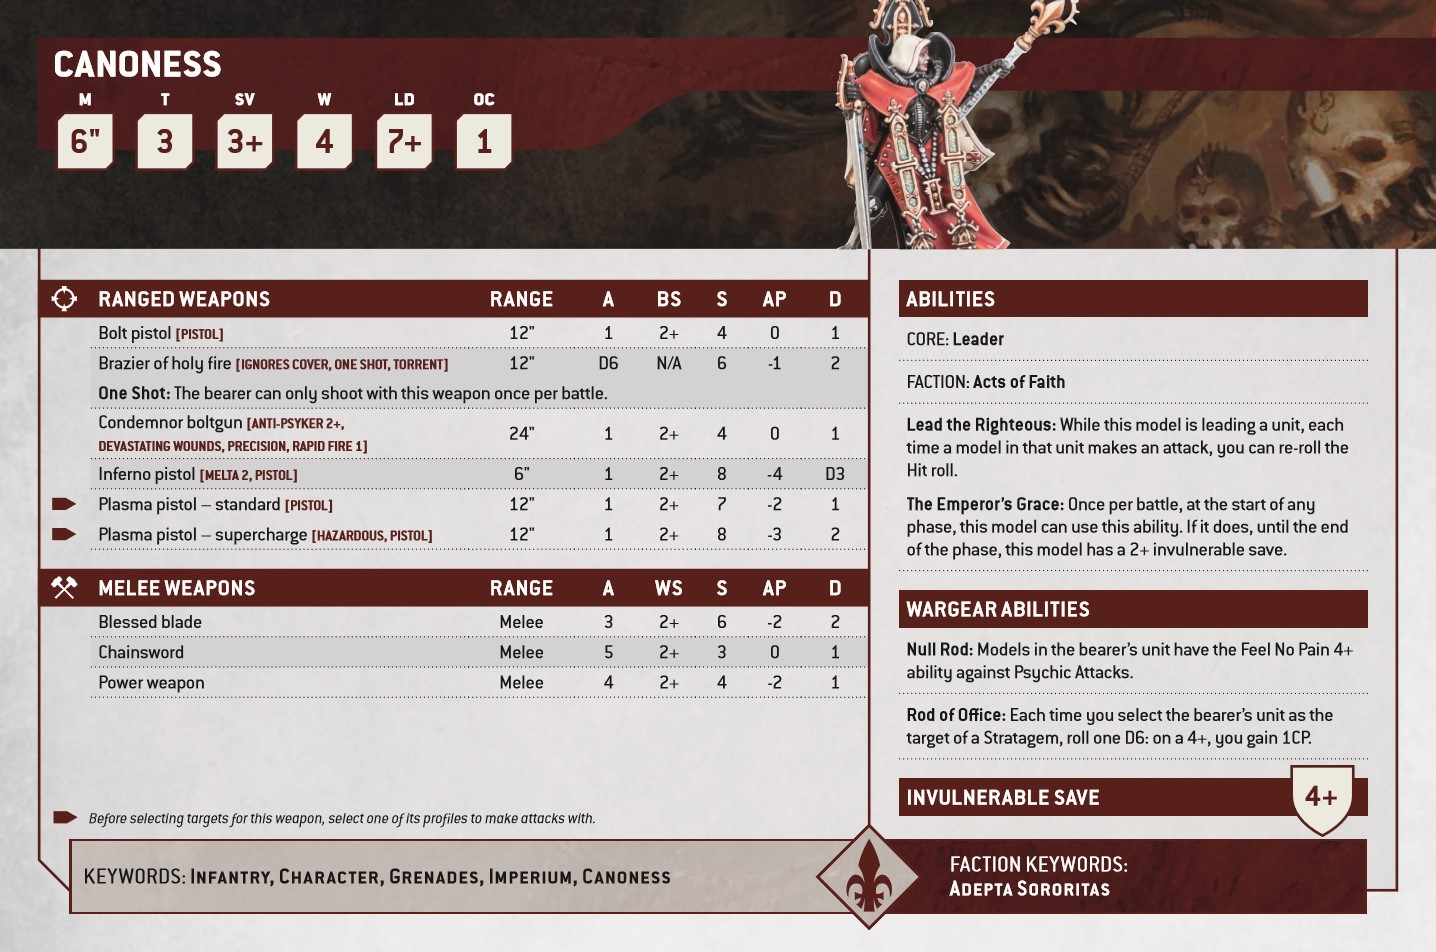 CANONESS
M T SV W LD OC
6" 3 3+ 4 7+ 1
RANGED WEAPONS RANGE A BS S AP D
Bolt pistol [PISTOL] 12" 1 2+ 4 0 1
Brazier of holy fire [IGNORES COVER, ONE SHOT, TORRENT] 12" D6 N/A 6 -1 2
One Shot: The bearer can only shoot with this weapon once per battle.
Condemnor boltgun [ANTI-PSYKER 2+,
DEVASTATING WOUNDS, PRECISION, RAPID FIRE 1] 24" 1 2+ 4 0 1
Inferno pistol [MELTA 2, PISTOL] 6" 1 2+ 8 -4 D3
Plasma pistol – standard [PISTOL] 12" 1 2+ 7 -2 1
Plasma pistol – supercharge [HAZARDOUS, PISTOL] 12" 1 2+ 8 -3 2
MELEE WEAPONS RANGE A WS S AP D
Blessed blade Melee 3 2+ 6 -2 2
Chainsword Melee 5 2+ 3 0 1
Power weapon Melee 4 2+ 4 -2 1
Before selecting targets for this weapon, select one of its profiles to make attacks with.
ABILITIES
CORE: Leader
FACTION: Acts of Faith
Lead the Righteous: While this model is leading a unit, each
time a model in that unit makes an attack, you can re-roll the
Hit roll.
The Emperor's Grace: Once per battle, at the start of any
phase, this model can use this ability. If it does, until the end
of the phase, this model has a 2+ invulnerable save.
WARGEAR ABILITIES
Null Rod: Models in the bearer's unit have the Feel No Pain 4+
ability against Psychic Attacks.
Rod of Office: Each time you select the bearer's unit as the
target of a Stratagem, roll one D6: on a 4+, you gain 1CP.
INVULNERABLE SAVE 4+
KEYWORDS: INFANTRY, CHARACTER, GRENADES, IMPERIUM, CANONESS
FACTION KEYWORDS:
ADEPTA SORORITAS